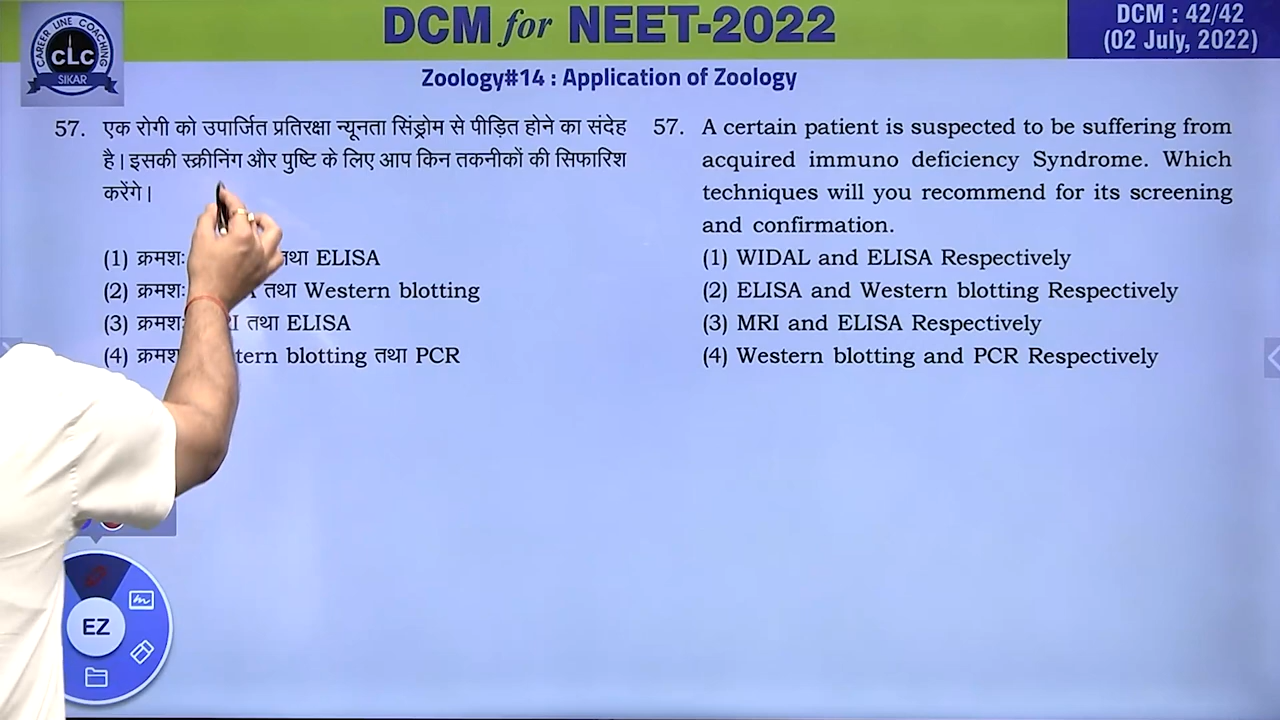 DCM for NEET-2022
DCM : 42/42
(02 July, 2022)
CAREER LINE COACHING
CLC
SIKAR
Zoology#14 : Application of Zoology
57. एक रोगी को उपार्जित प्रतिरक्षा न्यूनता सिंड्रोम से पीड़ित होने का संदेह
है। इसकी स्क्रीनिंग और पुष्टि के लिए आप किन तकनीकों की सिफारिश
करेंगे।
(1) क्रमशः तथा ELISA
(2) क्रमशः तथा Western blotting
(3) क्रमशः तथा ELISA
(4) blotting तथा PCR
57. A certain patient is suspected to be suffering from
acquired immuno deficiency Syndrome. Which
techniques will you recommend for its screening
and confirmation.
(1) WIDAL and ELISA Respectively
(2) ELISA and Western blotting Respectively
(3) MRI and ELISA Respectively
(4) Western blotting and PCR Respectively
EZ